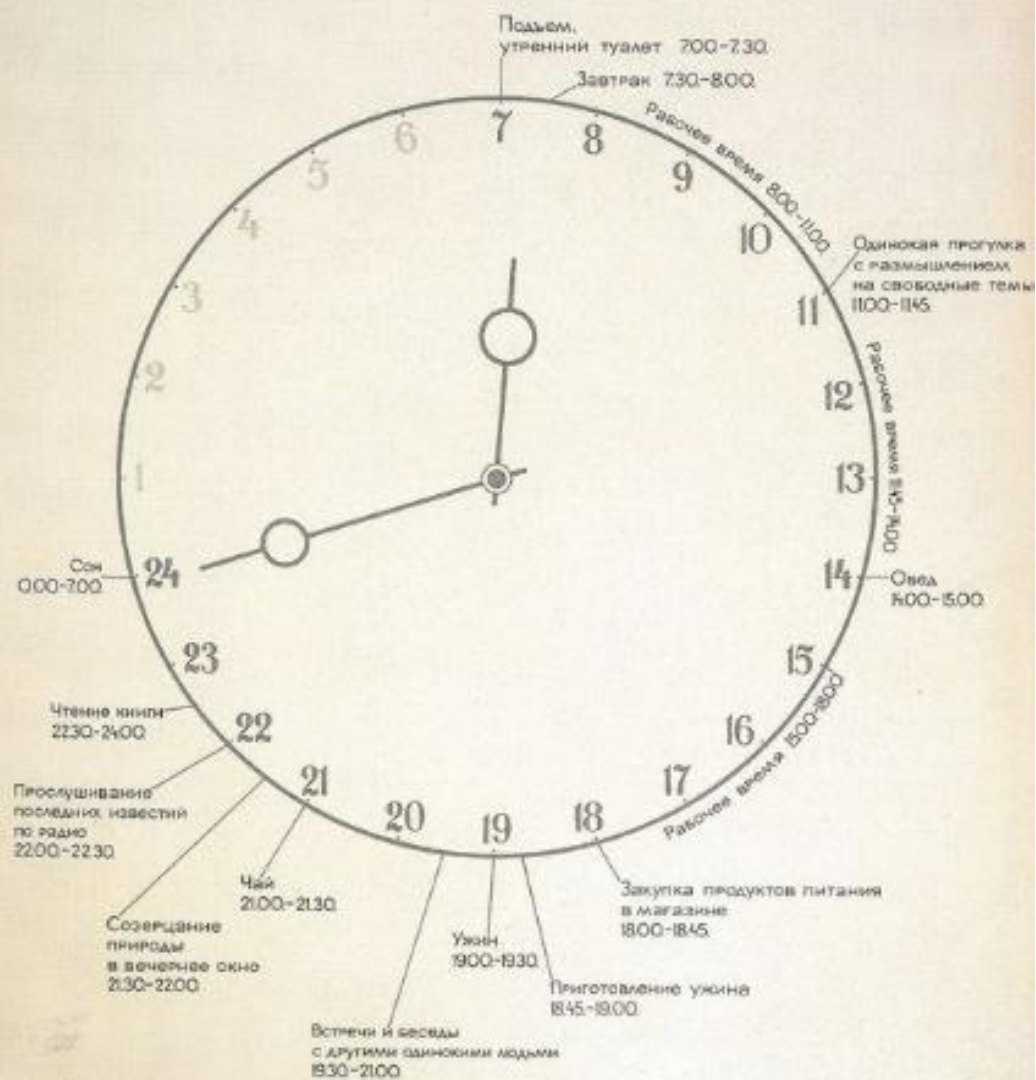 Подъем,
утренний туалет 7.00-7.30.
Завтрак 7.30.-8.00.
Рабочее время 8.00.-11.00.
Одинокая прогулка
с размышлением
на свободные темы
11.00-11.45.
Рабочее время 11.45-14.00
Обед
14.00.-15.00.
Рабочее время 15.00-18.00
Закупка продуктов питания
в магазине
18.00-18.45.
Приготовление ужина
18.45.-19.00.
Ужин
19.00-19.30.
Встречи и беседы
с другими одинокими людьми
19.30-21.00.
Чай
21.00.-21.30.
Созерцание
природы
в вечернее окно
21.30-22.00.
Прослушивание
последних известий
по радио
22.00.-22.30.
Чтение книги
22.30.-24.00.
Сон
0.00-7.00.
7
8
9
10
11
12
13
14
15
16
17
18
19
20
21
22
23
24
1
2
3
4
5
6